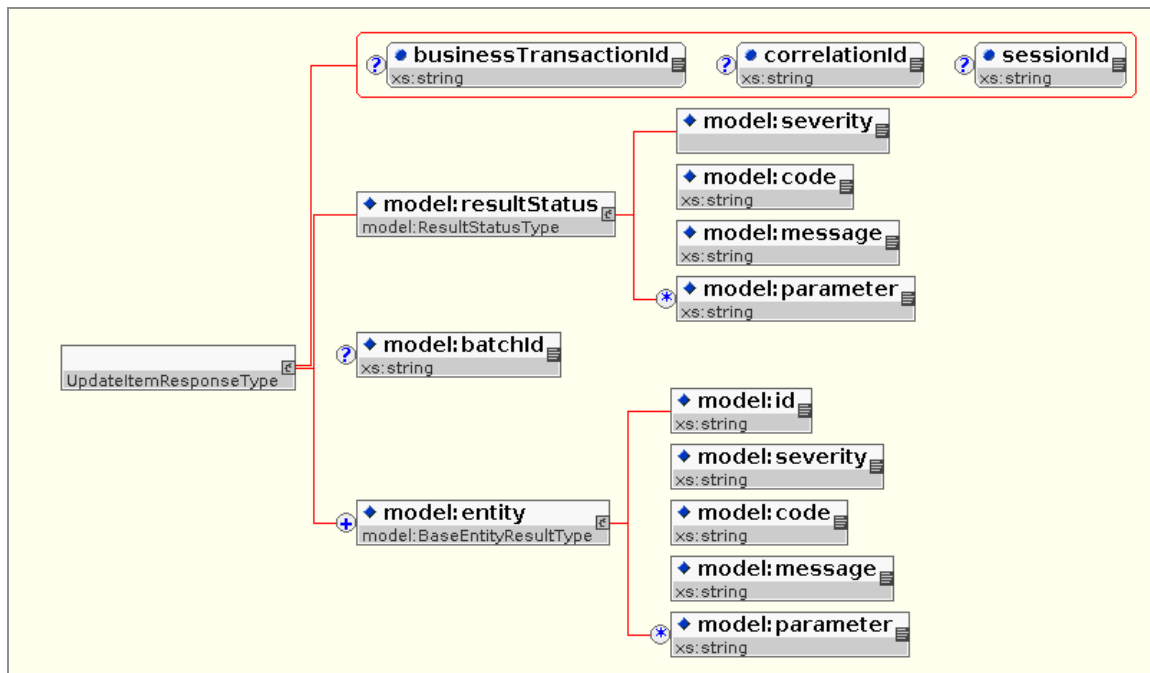 businessTransactionId correlationId sessionId
xs:string xs:string xs:string
model:severity
model:code
xs:string
model:resultStatus
model:ResultStatusType
model:message
xs:string
model:parameter
xs:string
model:batchId
xs:string
UpdateItemResponseType
model:id
xs:string
model:severity
xs:string
model:entity
model:BaseEntityResultType
model:code
xs:string
model:message
xs:string
model:parameter
xs:string